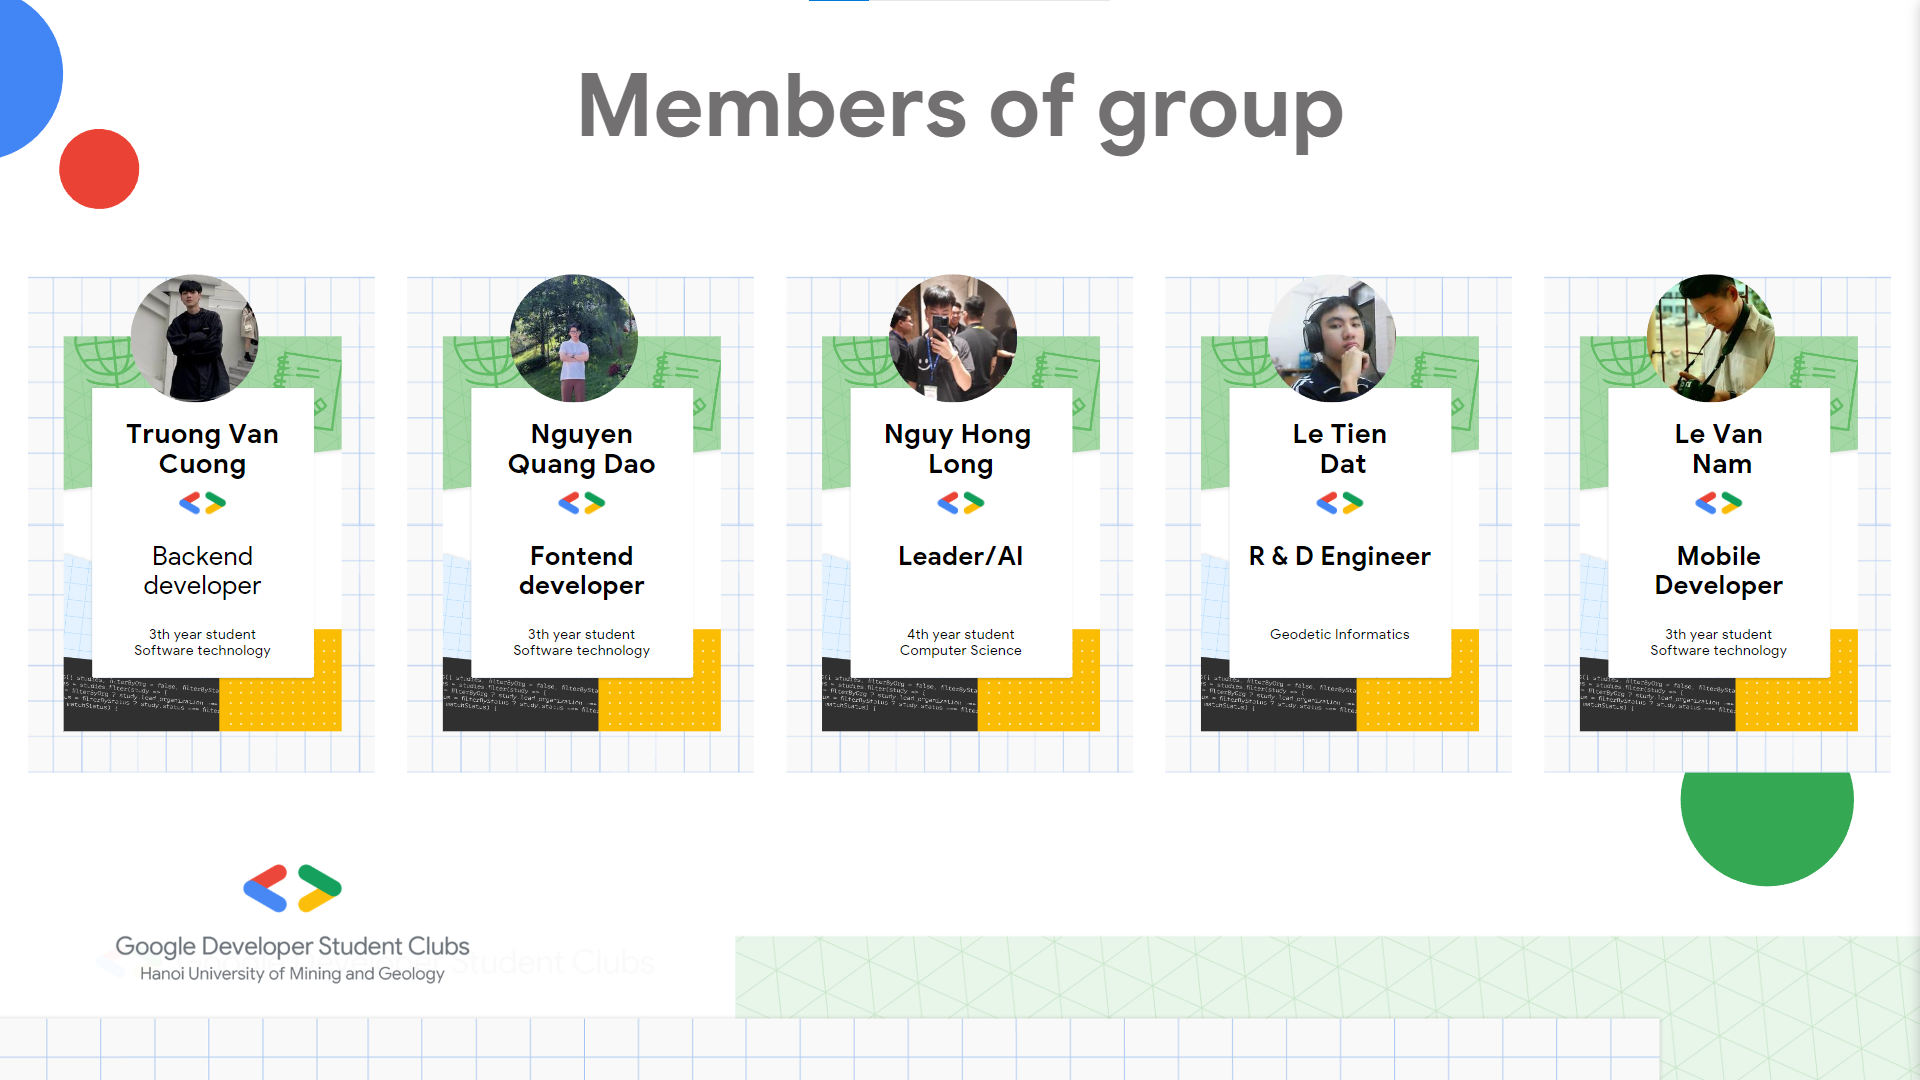 Members of group
Truong Van
Cuong
Backend
developer
3th year student
Software technology
Nguyen
Quang Dao
Fontend
developer
3th year student
Software technology
Nguy Hong
Long
Leader/AI
4th year student
Computer Science
Le Tien
Dat
R & D Engineer
Geodetic Informatics
Le Van
Nam
Mobile
Developer
3th year student
Software technology
Google Developer Student Clubs
Hanoi University of Mining and Geology